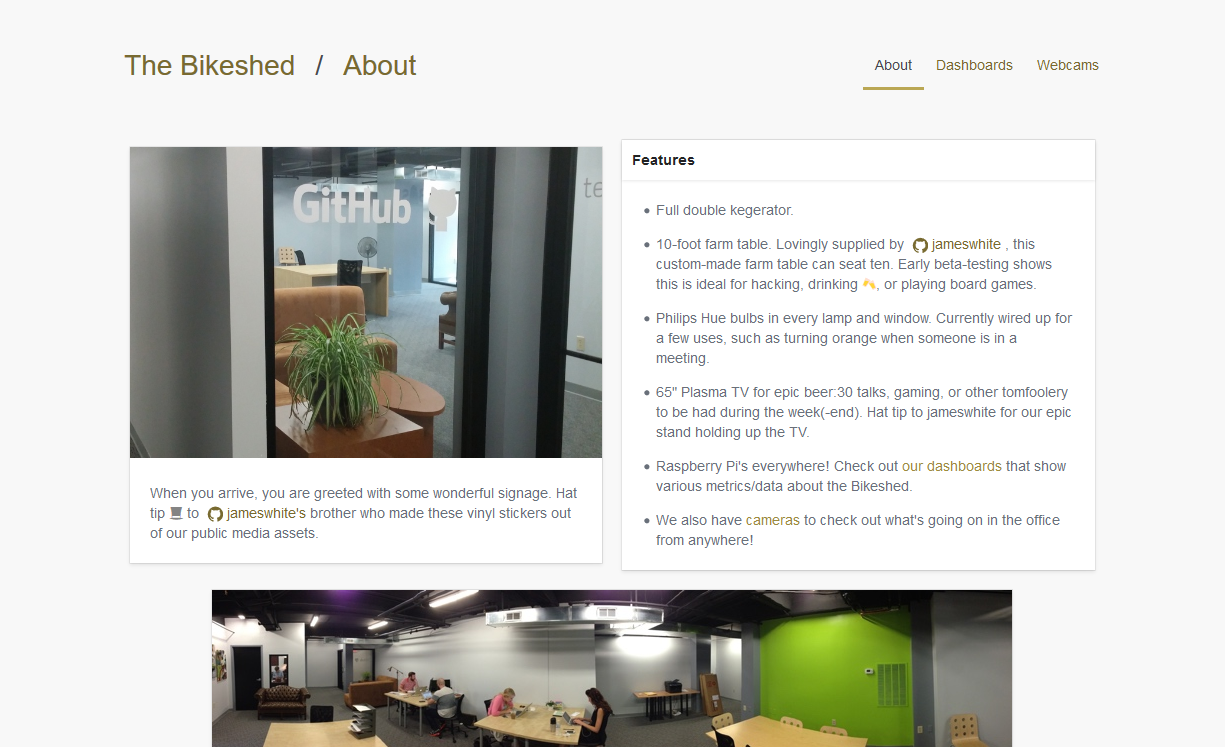 The Bikeshed / About
About Dashboards Webcams
GitHub
te
When you arrive, you are greeted with some wonderful signage. Hat
tip 🎩 to jameswhite's brother who made these vinyl stickers out
of our public media assets.
Features
• Full double kegerator.
• 10-foot farm table. Lovingly supplied by jameswhite , this
custom-made farm table can seat ten. Early beta-testing shows
this is ideal for hacking, drinking 🍻, or playing board games.
• Philips Hue bulbs in every lamp and window. Currently wired up for
a few uses, such as turning orange when someone is in a
meeting.
• 65" Plasma TV for epic beer:30 talks, gaming, or other tomfoolery
to be had during the week(-end). Hat tip to jameswhite for our epic
stand holding up the TV.
• Raspberry Pi's everywhere! Check out our dashboards that show
various metrics/data about the Bikeshed.
• We also have cameras to check out what's going on in the office
from anywhere!